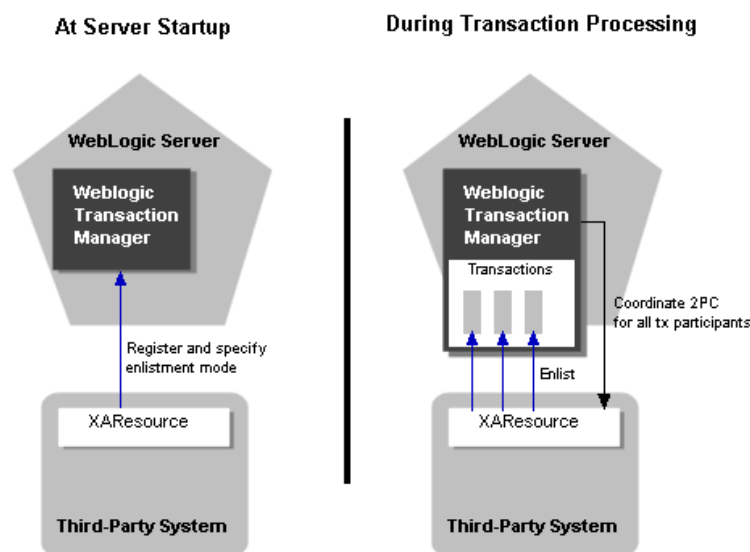 At Server Startup
WebLogic Server
Weblogic
Transaction
Manager
Register and specify
enlistment mode
XAResource
Third-Party System
During Transaction Processing
WebLogic Server
Weblogic
Transaction
Manager
Transactions
Coordinate 2PC
for all tx participants
Enlist
XAResource
Third-Party System